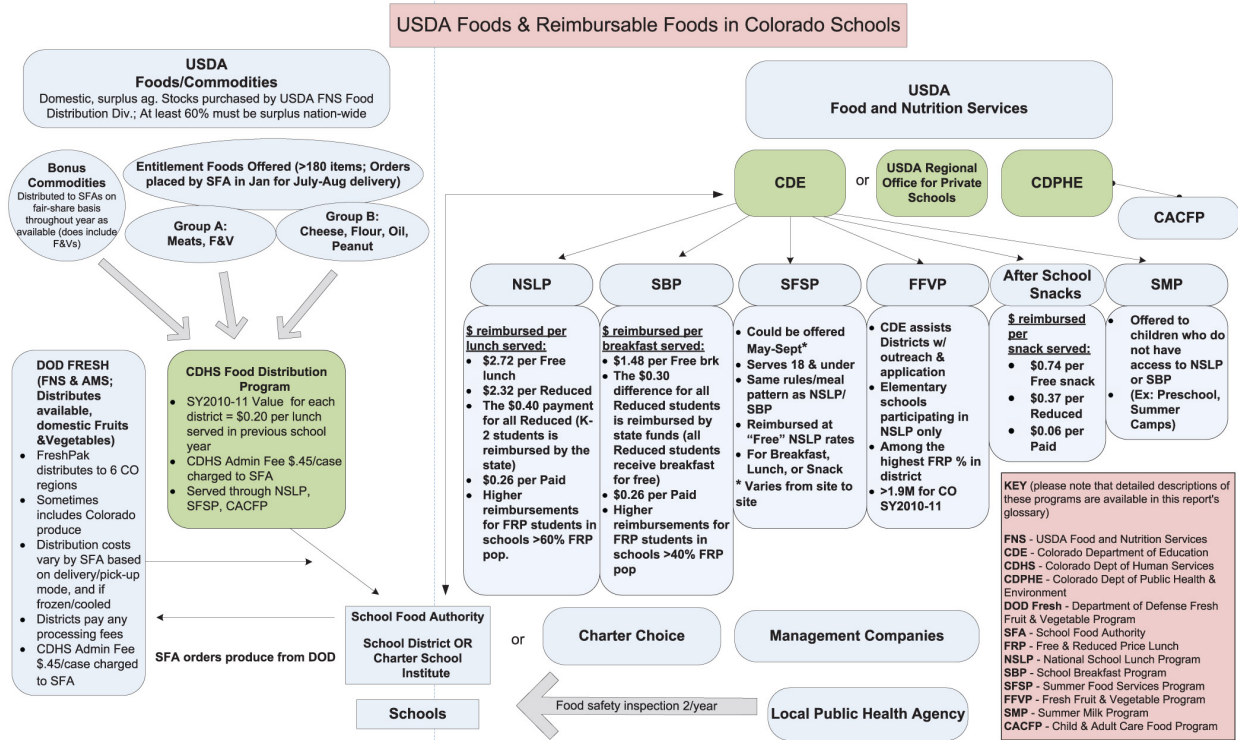 USDA Foods & Reimbursable Foods in Colorado Schools
USDA
Foods/Commodities
Domestic, surplus ag. Stocks purchased by USDA FNS Food
Distribution Div.; At least 60% must be surplus nation-wide
Bonus
Commodities
Distributed to SFAs on
fair-share basis
throughout year as
available (does include
F&Vs)
Entitlement Foods Offered (>180 items; Orders
placed by SFA in Jan for July-Aug delivery)
Group A:
Meats, F&V
Group B:
Cheese, Flour, Oil,
Peanut
DOD FRESH
(FNS & AMS;
Distributes
available,
domestic Fruits
&Vegetables)
• FreshPak
distributes to 6 CO
regions
• Sometimes
includes Colorado
produce
• Distribution costs
vary by SFA based
on delivery/pick-up
mode, and if
frozen/cooled
• Districts pay any
processing fees
• CDHS Admin Fee
$.45/case charged
to SFA
CDHS Food Distribution
Program
• SY2010-11 Value for each
district = $0.20 per lunch
served in previous school
year
• CDHS Admin Fee $.45/case
charged to SFA
• Served through NSLP,
SFSP, CACFP
SFA orders produce from DOD
USDA
Food and Nutrition Services
CDE
or
USDA Regional
Office for Private
Schools
CDPHE
CACFP
NSLP
$ reimbursed per
lunch served:
• $2.72 per Free
lunch
• $2.32 per Reduced
• The $0.40 payment
for all Reduced (K-
2 students is
reimbursed by the
state)
• $0.26 per Paid
• Higher
reimbursements
for FRP students in
schools >60% FRP
pop.
SBP
$ reimbursed per
breakfast served:
• $1.48 per Free brk
• The $0.30
difference for all
Reduced students
is reimbursed by
state funds (all
Reduced students
receive breakfast
for free)
• $0.26 per Paid
• Higher
reimbursements for
FRP students in
schools >40% FRP
pop
SFSP
• Could be offered
May-Sept*
• Serves 18 & under
• Same rules/meal
pattern as NSLP/
SBP
• Reimbursed at
“Free” NSLP rates
• For Breakfast,
Lunch, or Snack
* Varies from site to
site
FFVP
• CDE assists
Districts w/
outreach &
application
• Elementary
schools
participating in
NSLP only
• Among the
highest FRP % in
district
• >1.9M for CO
SY2010-11
After School
Snacks
$ reimbursed
per
snack served:
• $0.74 per
Free snack
• $0.37 per
Reduced
• $0.06 per
Paid
SMP
• Offered to
children who do
not have
access to NSLP
or SBP
• (Ex: Preschool,
Summer
Camps)
School Food Authority
School District OR
Charter School
Institute
or
Charter Choice
Management Companies
Schools
Food safety inspection 2/year
Local Public Health Agency
KEY (please note that detailed descriptions of
these programs are available in this report's
glossary)
FNS - USDA Food and Nutrition Services
CDE - Colorado Department of Education
CDHS - Colorado Dept of Human Services
CDPHE - Colorado Dept of Public Health &
Environment
DOD Fresh - Department of Defense Fresh
Fruit & Vegetable Program
SFA - School Food Authority
FRP - Free & Reduced Price Lunch
NSLP - National School Lunch Program
SBP - School Breakfast Program
SFSP - Summer Food Services Program
FFVP - Fresh Fruit & Vegetable Program
SMP - Summer Milk Program
CACFP - Child & Adult Care Food Program